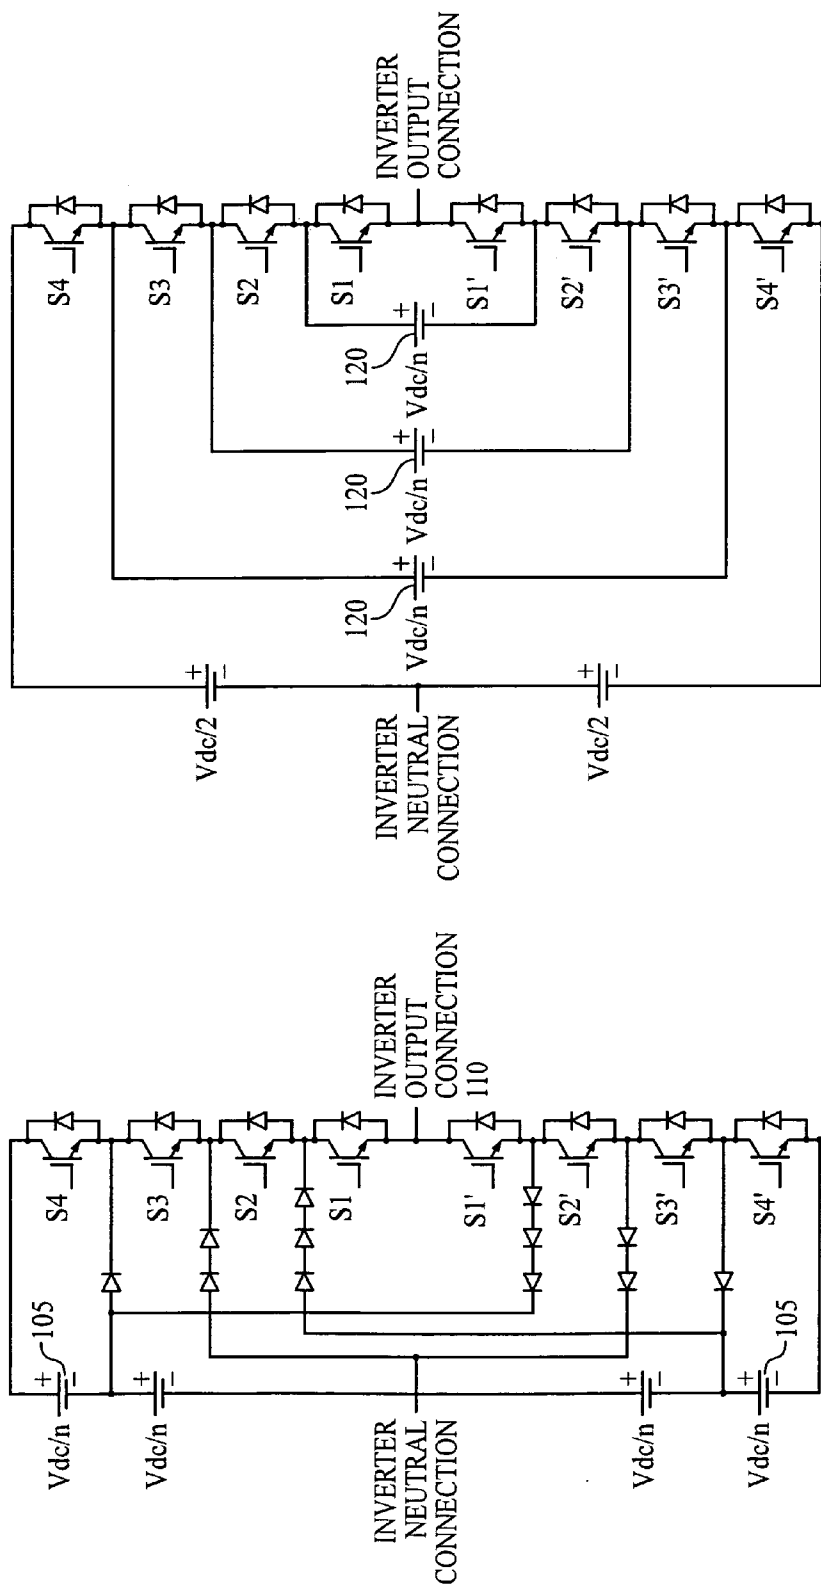 S4
S3
S2
S1
S1'
S2'
S3'
S4'
INVERTER
OUTPUT
CONNECTION
120
+
−
Vdc/n
120
+
−
Vdc/n
120
+
−
Vdc/n
Vdc/2
+
−
Vdc/2
+
−
INVERTER
NEUTRAL
CONNECTION
S4
S3
S2
S1
S1'
S2'
S3'
S4'
INVERTER
OUTPUT
CONNECTION
110
105
Vdc/n
+
−
Vdc/n
+
−
Vdc/n
+
−
Vdc/n
+
−
105
INVERTER
NEUTRAL
CONNECTION